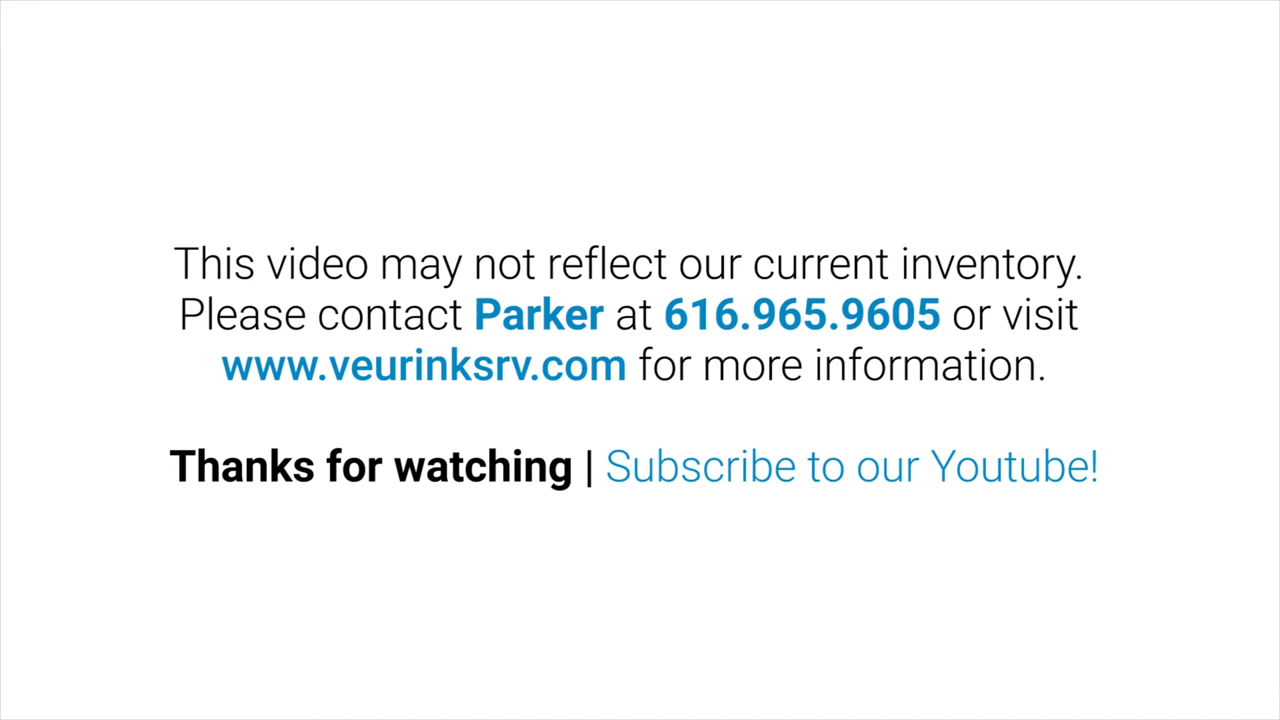 This video may not reflect our current inventory.
Please contact Parker at 616.965.9605 or visit
www.veurinksrv.com for more information.
Thanks for watching | Subscribe to our Youtube!